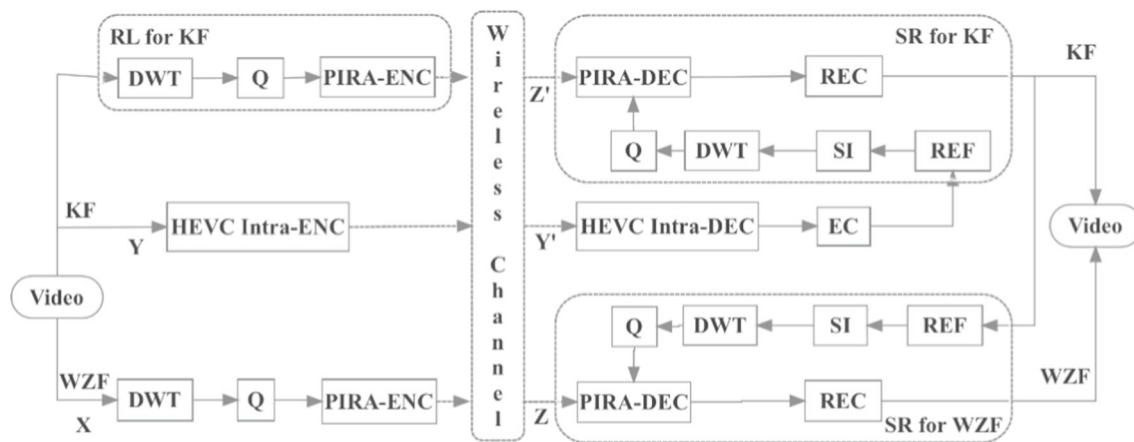 RL for KF
DWT
Q
PIRA-ENC
Wireless Channel
Z'
PIRA-DEC
REC
SR for KF
KF
Q
DWT
SI
REF
KF
Y
HEVC Intra-ENC
Y'
HEVC Intra-DEC
EC
Video
Video
Q
DWT
SI
REF
WZF
X
DWT
Q
PIRA-ENC
Z
PIRA-DEC
REC
WZF
SR for WZF